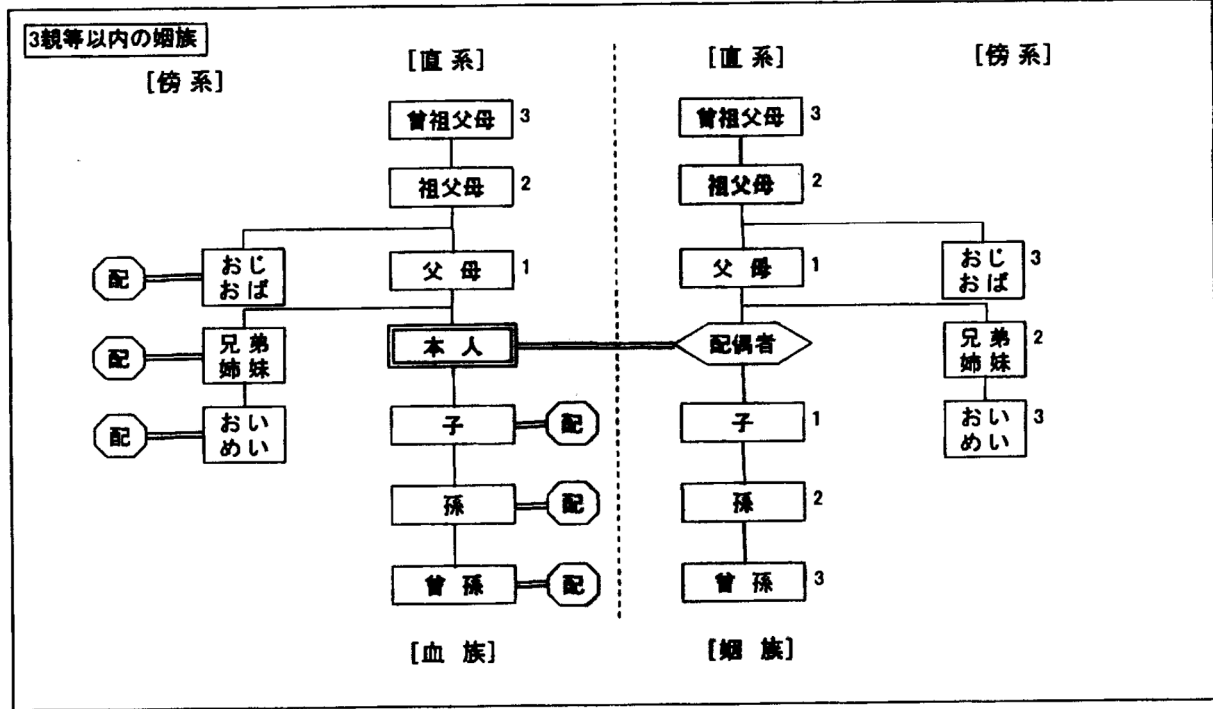 3親等以内の姻族
[傍系]
[直系]
[直系]
[傍系]
曾祖父母 3
曾祖父母 3
祖父母 2
祖父母 2
配
おじ
おば
父母 1
父母 1
おじ
おば
3
配
兄弟
姉妹
本人
配偶者
兄弟
姉妹
2
配
おい
めい
子
配
子 1
おい
めい
3
孫
配
孫 2
曾孫
配
曾孫 3
[血族]
[姻族]